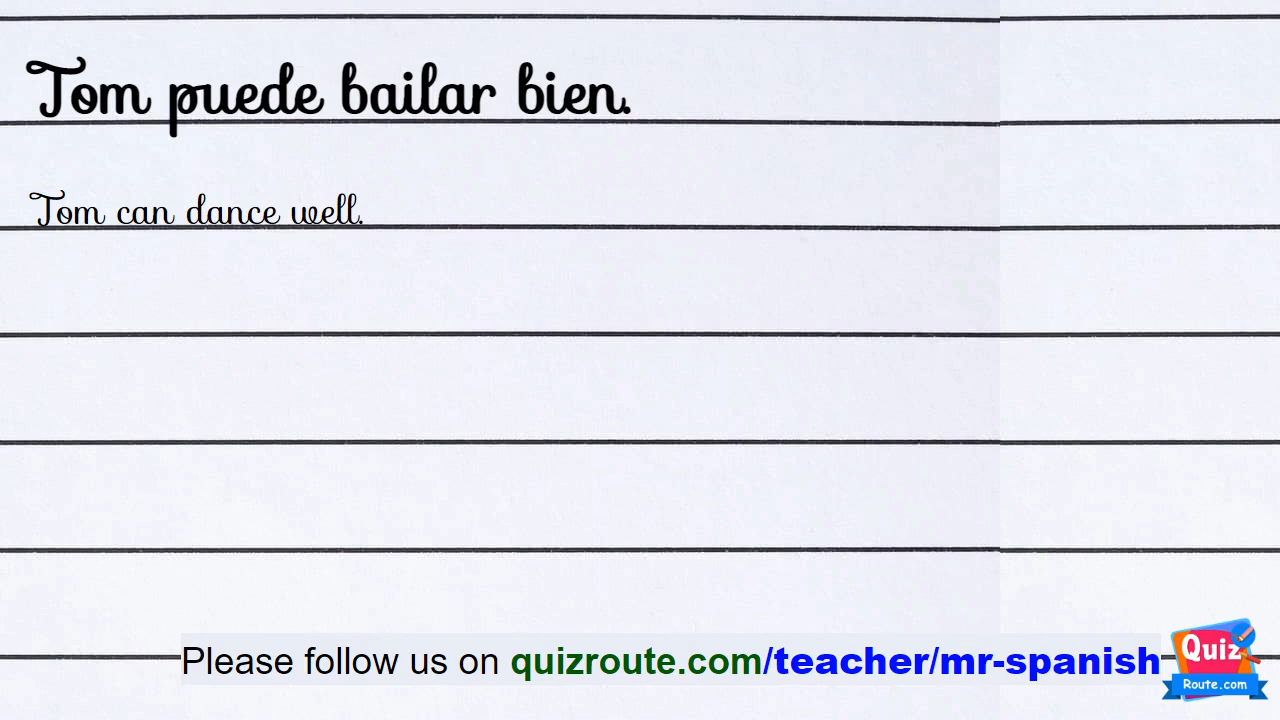 Tom puede bailar bien.
Tom can dance well.
Please follow us on quizroute.com/teacher/mr-spanish
Quiz
Route.com